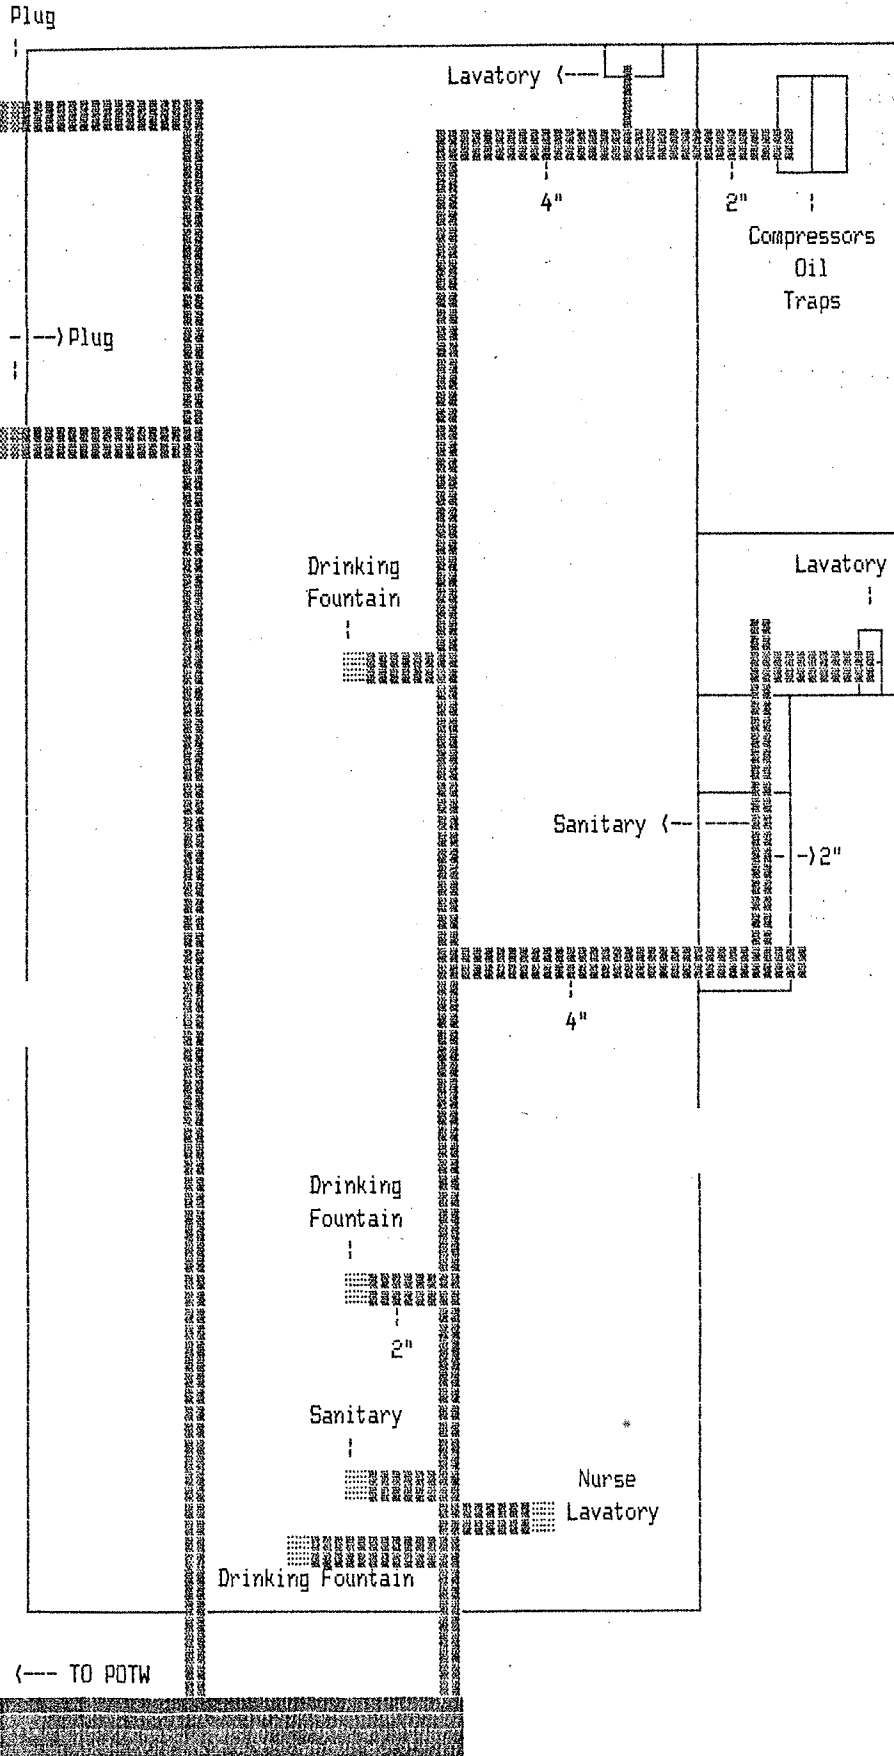 Plug
Lavatory <---
4"
2"
Compressors
Oil
Traps
- -->Plug
Drinking
Fountain
Lavatory
Sanitary <-- ----
- ->2"
4"
Drinking
Fountain
2"
Sanitary
Nurse
Lavatory
Drinking Fountain
<--- TO POTW